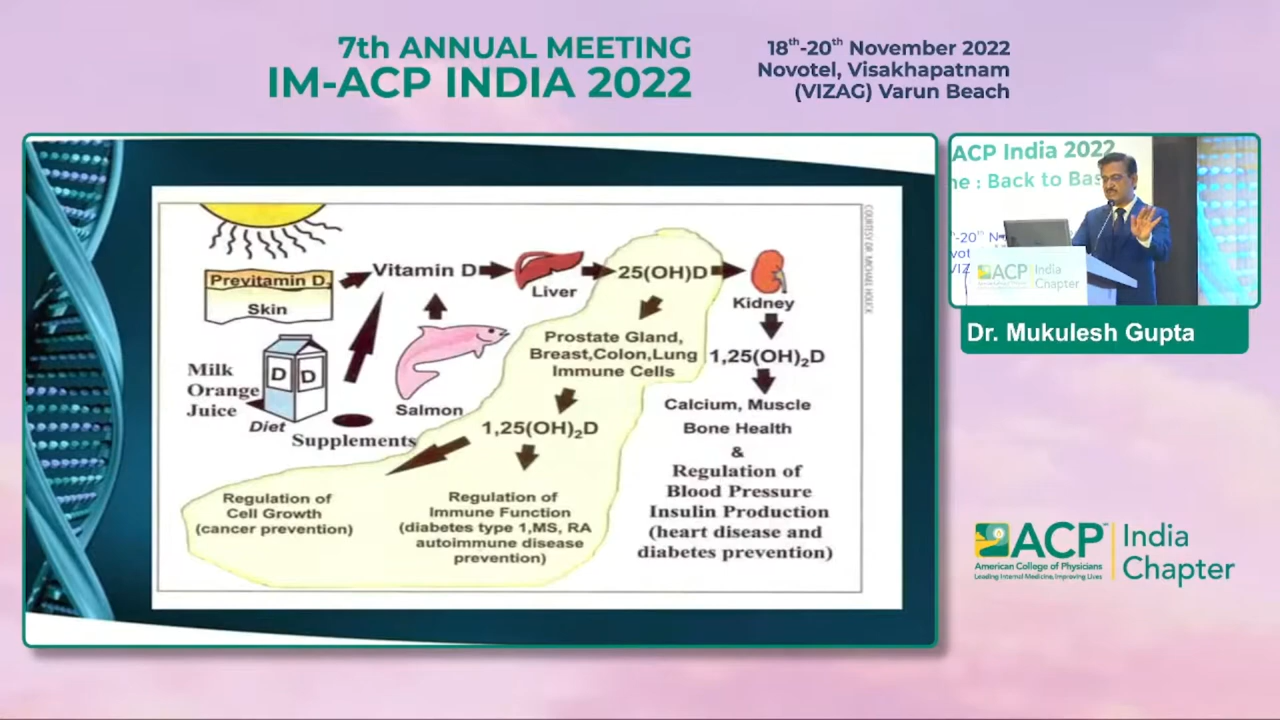 7th ANNUAL MEETING
IM-ACP INDIA 2022
18th-20th November 2022
Novotel, Visakhapatnam
(VIZAG) Varun Beach
COURTESY OF DR. MICHAEL HOLICK
Previtamin D3
Skin
Vitamin D
Liver
25(OH)D
Kidney
Milk
Orange
Juice
D D
Diet
Supplements
Salmon
Prostate Gland,
Breast,Colon,Lung
Immune Cells
1,25(OH)2D
1,25(OH)2D
Calcium, Muscle
Bone Health
&
Regulation of
Blood Pressure
Insulin Production
(heart disease and
diabetes prevention)
Regulation of
Cell Growth
(cancer prevention)
Regulation of
Immune Function
(diabetes type 1,MS, RA
autoimmune disease
prevention)
ACP India 2022
: Back to
ACP India
Chapter
Dr. Mukulesh Gupta
ACP India
Chapter
American College of Physicians
Leading Internal Medicine, Improving Lives